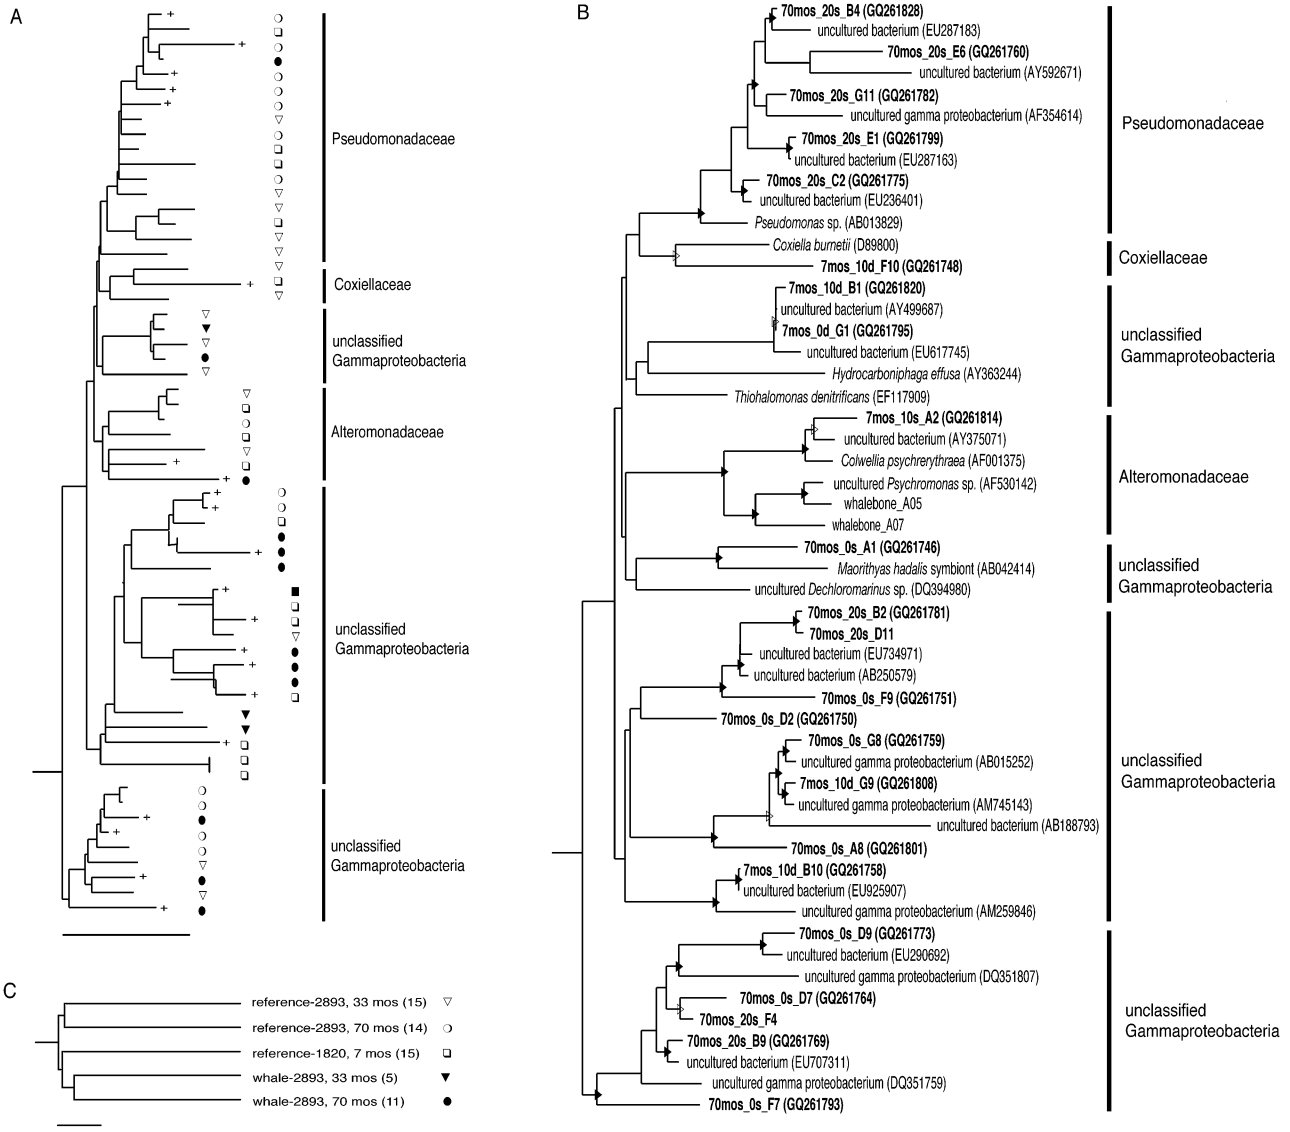 A
+
+
+
+
+
Pseudomonadaceae
+
Coxiellaceae
unclassified
Gammaproteobacteria
Alteromonadaceae
+
+
+
+
+
+
+
unclassified
Gammaproteobacteria
+
+
+
+
+
+
unclassified
Gammaproteobacteria
+
+
C
reference-2893, 33 mos (15)
reference-2893, 70 mos (14)
reference-1820, 7 mos (15)
whale-2893, 33 mos (5)
whale-2893, 70 mos (11)
B
70mos_20s_B4 (GQ261828)
uncultured bacterium (EU287183)
70mos_20s_E6 (GQ261760)
uncultured bacterium (AY592671)
70mos_20s_G11 (GQ261782)
uncultured gamma proteobacterium (AF354614)
Pseudomonadaceae
70mos_20s_E1 (GQ261799)
uncultured bacterium (EU287163)
70mos_20s_C2 (GQ261775)
uncultured bacterium (EU236401)
Pseudomonas sp. (AB013829)
Coxiella burnetii (D89800)
Coxiellaceae
7mos_10d_F10 (GQ261748)
7mos_10d_B1 (GQ261820)
uncultured bacterium (AY499687)
7mos_0d_G1 (GQ261795)
unclassified
Gammaproteobacteria
uncultured bacterium (EU617745)
Hydrocarboniphaga effusa (AY363244)
Thiohalomonas denitrificans (EF117909)
7mos_10s_A2 (GQ261814)
uncultured bacterium (AY375071)
Colwellia psychrerythraea (AF001375)
Alteromonadaceae
uncultured Psychromonas sp. (AF530142)
whalebone_A05
whalebone_A07
70mos_0s_A1 (GQ261746)
Maorithyas hadalis symbiont (AB042414)
unclassified
Gammaproteobacteria
uncultured Dechloromarinus sp. (DQ394980)
70mos_20s_B2 (GQ261781)
70mos_20s_D11
uncultured bacterium (EU734971)
uncultured bacterium (AB250579)
70mos_0s_F9 (GQ261751)
70mos_0s_D2 (GQ261750)
70mos_0s_G8 (GQ261759)
uncultured gamma proteobacterium (AB015252)
unclassified
Gammaproteobacteria
7mos_10d_G9 (GQ261808)
uncultured gamma proteobacterium (AM745143)
uncultured bacterium (AB188793)
70mos_0s_A8 (GQ261801)
7mos_10d_B10 (GQ261758)
uncultured bacterium (EU925907)
uncultured gamma proteobacterium (AM259846)
70mos_0s_D9 (GQ261773)
uncultured bacterium (EU290692)
uncultured gamma proteobacterium (DQ351807)
70mos_0s_D7 (GQ261764)
70mos_20s_F4
unclassified
Gammaproteobacteria
70mos_20s_B9 (GQ261769)
uncultured bacterium (EU707311)
uncultured gamma proteobacterium (DQ351759)
70mos_0s_F7 (GQ261793)